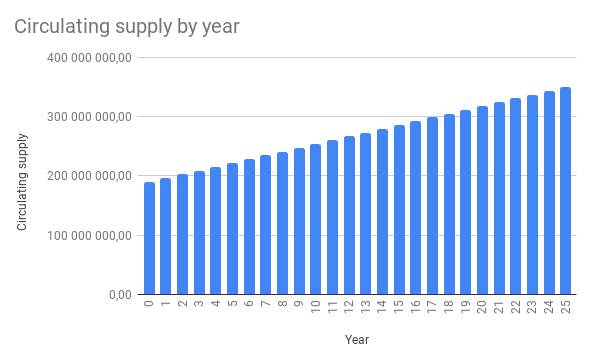 Circulating supply by year
400 000 000,00
300 000 000,00
200 000 000,00
100 000 000,00
0,00
Circulating supply
0 1 2 3 4 5 6 7 8 9 10 11 12 13 14 15 16 17 18 19 20 21 22 23 24 25
Year